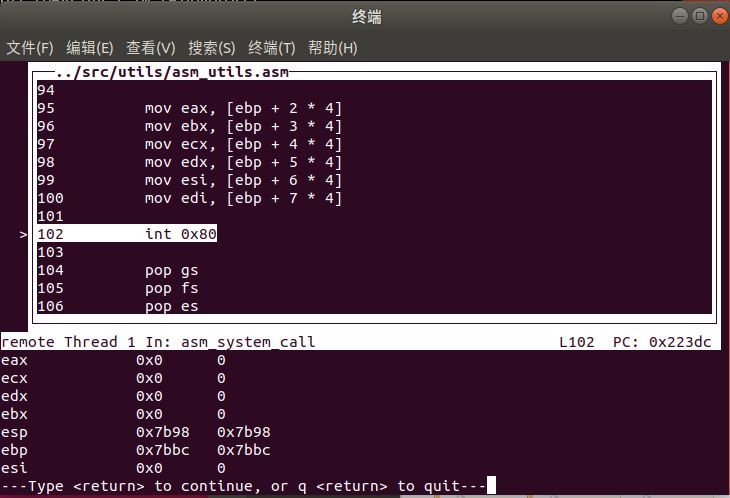 终端
文件(F) 编辑(E) 查看(V) 搜索(S) 终端(T) 帮助(H)
../src/utils/asm_utils.asm
94
95 mov eax, [ebp + 2 * 4]
96 mov ebx, [ebp + 3 * 4]
97 mov ecx, [ebp + 4 * 4]
98 mov edx, [ebp + 5 * 4]
99 mov esi, [ebp + 6 * 4]
100 mov edi, [ebp + 7 * 4]
101
> 102 int 0x80
103
104 pop gs
105 pop fs
106 pop es
remote Thread 1 In: asm_system_call L102 PC: 0x223dc
eax 0x0 0
ecx 0x0 0
edx 0x0 0
ebx 0x0 0
esp 0x7b98 0x7b98
ebp 0x7bbc 0x7bbc
esi 0x0 0
---Type <return> to continue, or q <return> to quit---